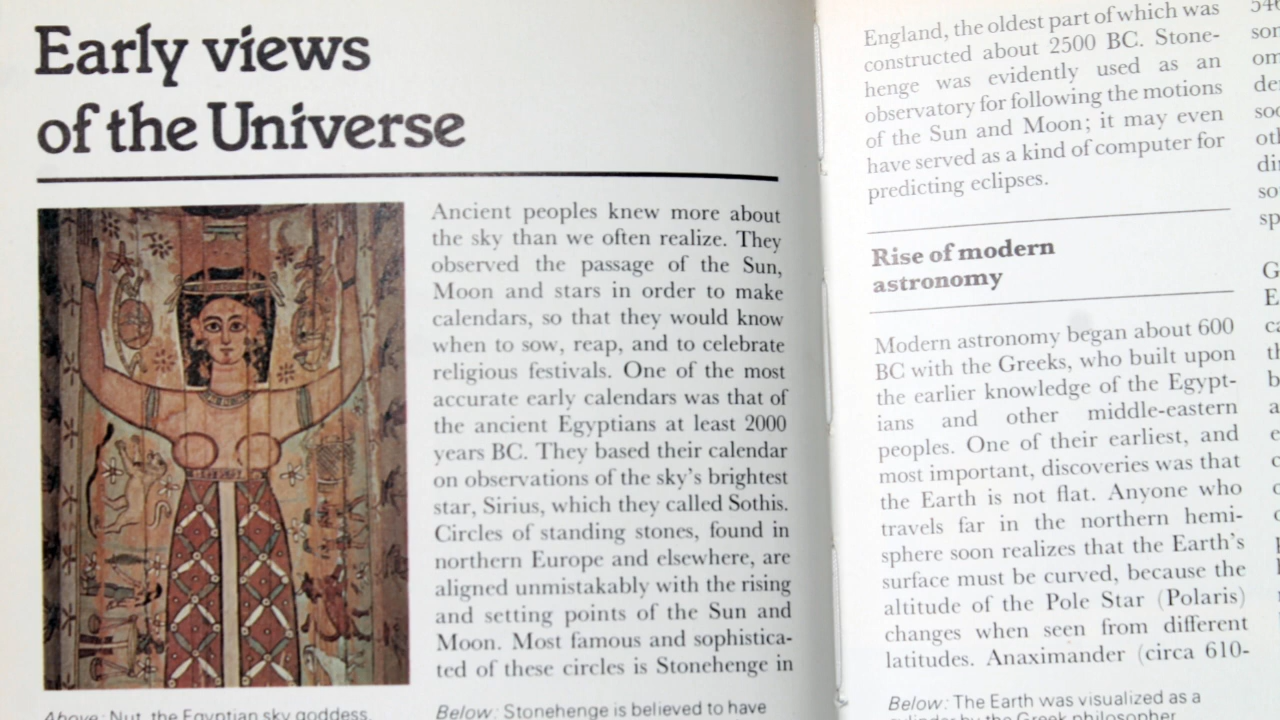 Early views
of the Universe
Ancient peoples knew more about
the sky than we often realize. They
observed the passage of the Sun,
Moon and stars in order to make
calendars, so that they would know
when to sow, reap, and to celebrate
religious festivals. One of the most
accurate early calendars was that of
the ancient Egyptians at least 2000
years BC. They based their calendar
on observations of the sky's brightest
star, Sirius, which they called Sothis.
Circles of standing stones, found in
northern Europe and elsewhere, are
aligned unmistakably with the rising
and setting points of the Sun and
Moon. Most famous and sophistica-
ted of these circles is Stonehenge in
Above: Nut, the Egyptian sky goddess,
Below: Stonehenge is believed to have
England, the oldest part of which was
constructed about 2500 BC. Stone-
henge was evidently used as an
observatory for following the motions
of the Sun and Moon; it may even
have served as a kind of computer for
predicting eclipses.
Rise of modern
astronomy
Modern astronomy began about 600
BC with the Greeks, who built upon
the earlier knowledge of the Egypt-
ians and other middle-eastern
peoples. One of their earliest, and
most important, discoveries was that
the Earth is not flat. Anyone who
travels far in the northern hemi-
sphere soon realizes that the Earth's
surface must be curved, because the
altitude of the Pole Star (Polaris)
changes when seen from different
latitudes. Anaximander (circa 610-
Below: The Earth was visualized as a
cylinder by the Greek philosopher